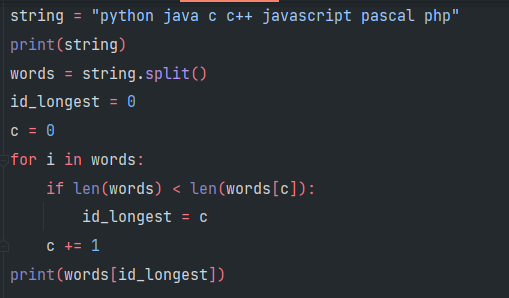 string = "python java c c++ javascript pascal php"
print(string)
words = string.split()
id_longest = 0
c = 0
for i in words:
    if len(words) < len(words[c]):
        id_longest = c
    c += 1
print(words[id_longest])